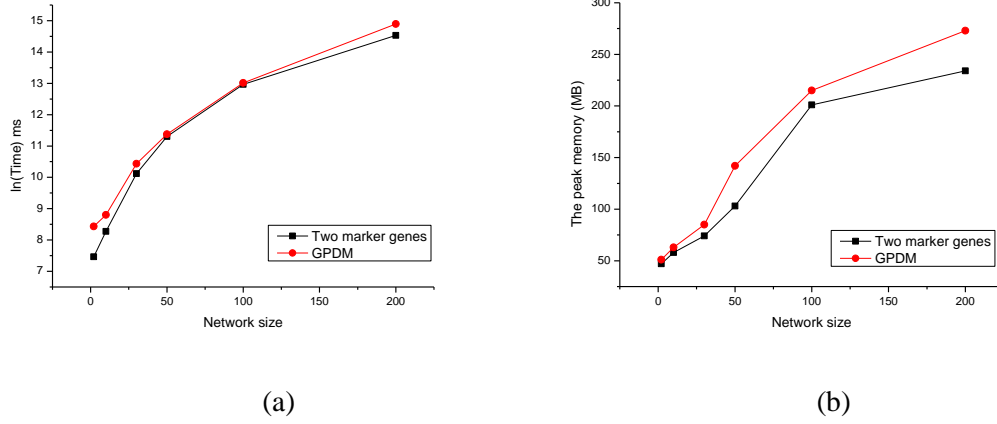 15
14
13
12
11
10
9
8
7
ln(Time) ms
0
50
100
150
200
Network size
Two marker genes
GPDM
(a)
300
250
200
150
100
50
The peak memory (MB)
0
50
100
150
200
Network size
Two marker genes
GPDM
(b)